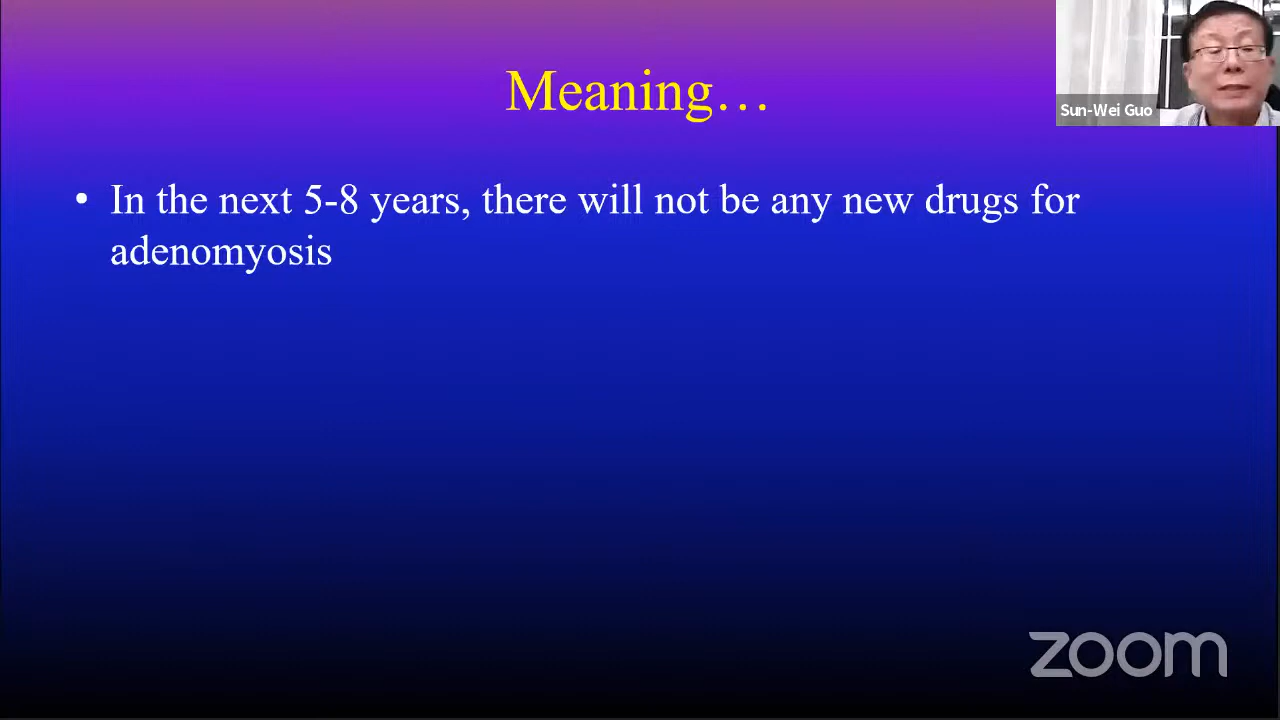 Meaning…
Sun-Wei Guo
• In the next 5-8 years, there will not be any new drugs for
adenomyosis
zoom